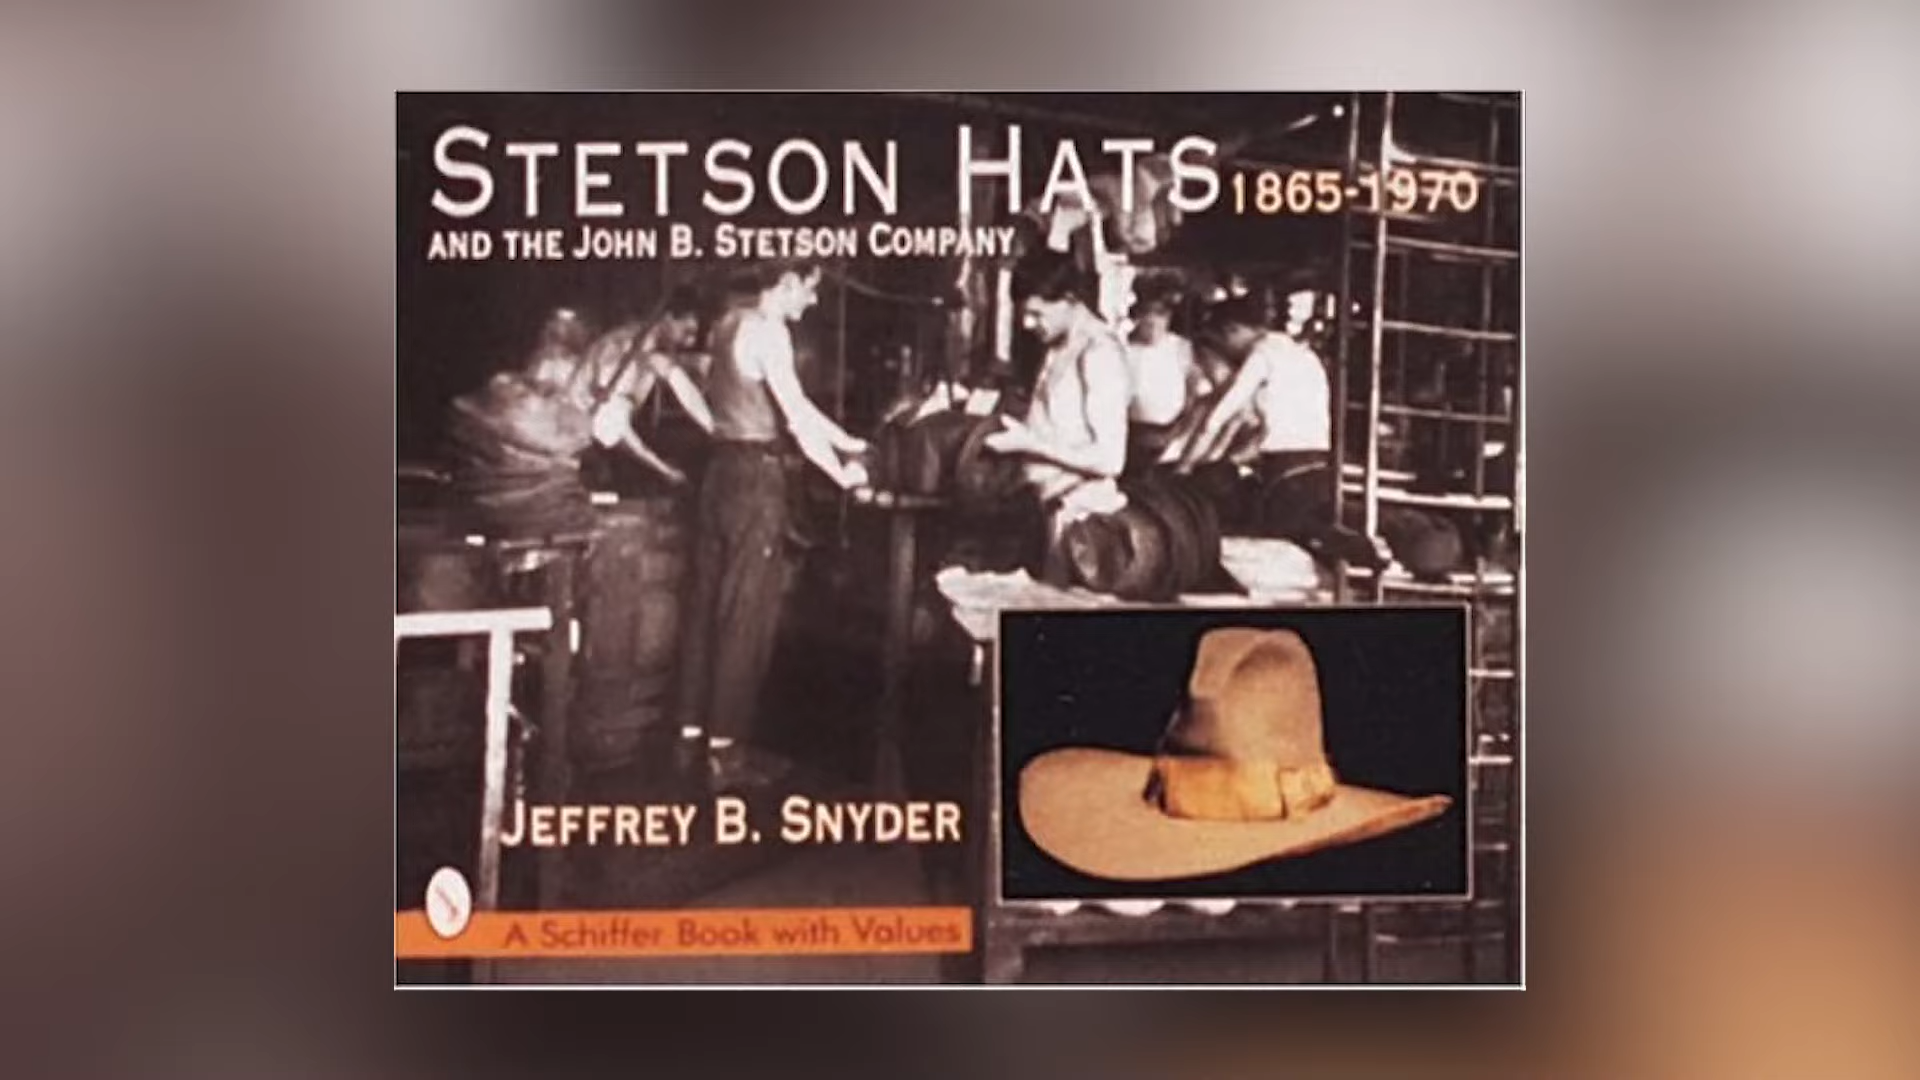 STETSON HATS 1865-1970
AND THE JOHN B. STETSON COMPANY
JEFFREY B. SNYDER
A Schiffer Book with Values